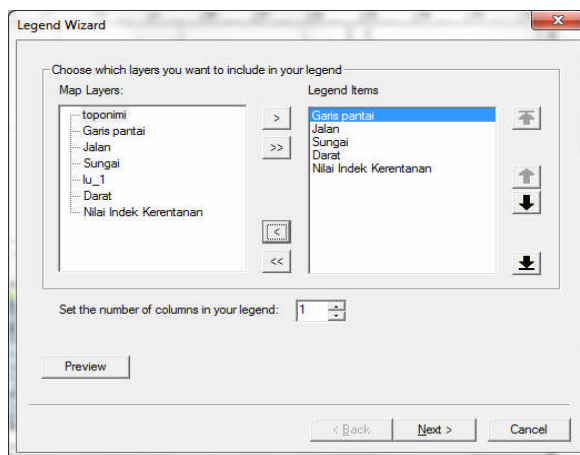 Legend Wizard
Choose which layers you want to include in your legend
Map Layers:
toponimi
Garis pantai
Jalan
Sungai
lu_1
Darat
Nilai Indek Kerentanan
>
>>
<
<<
Legend Items
Garis pantai
Jalan
Sungai
Darat
Nilai Indek Kerentanan
Set the number of columns in your legend: 1
Preview
< Back Next > Cancel